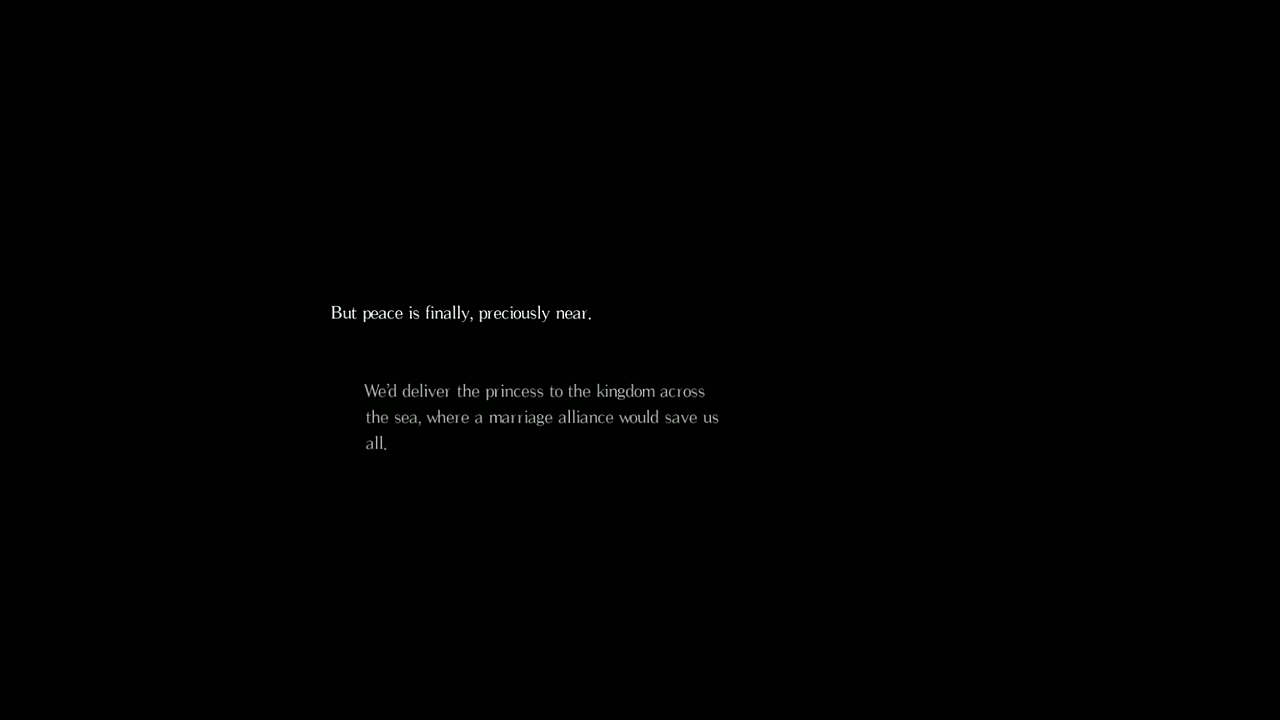 But peace is finally, preciously near.
We'd deliver the princess to the kingdom across
the sea, where a marriage alliance would save us
all.